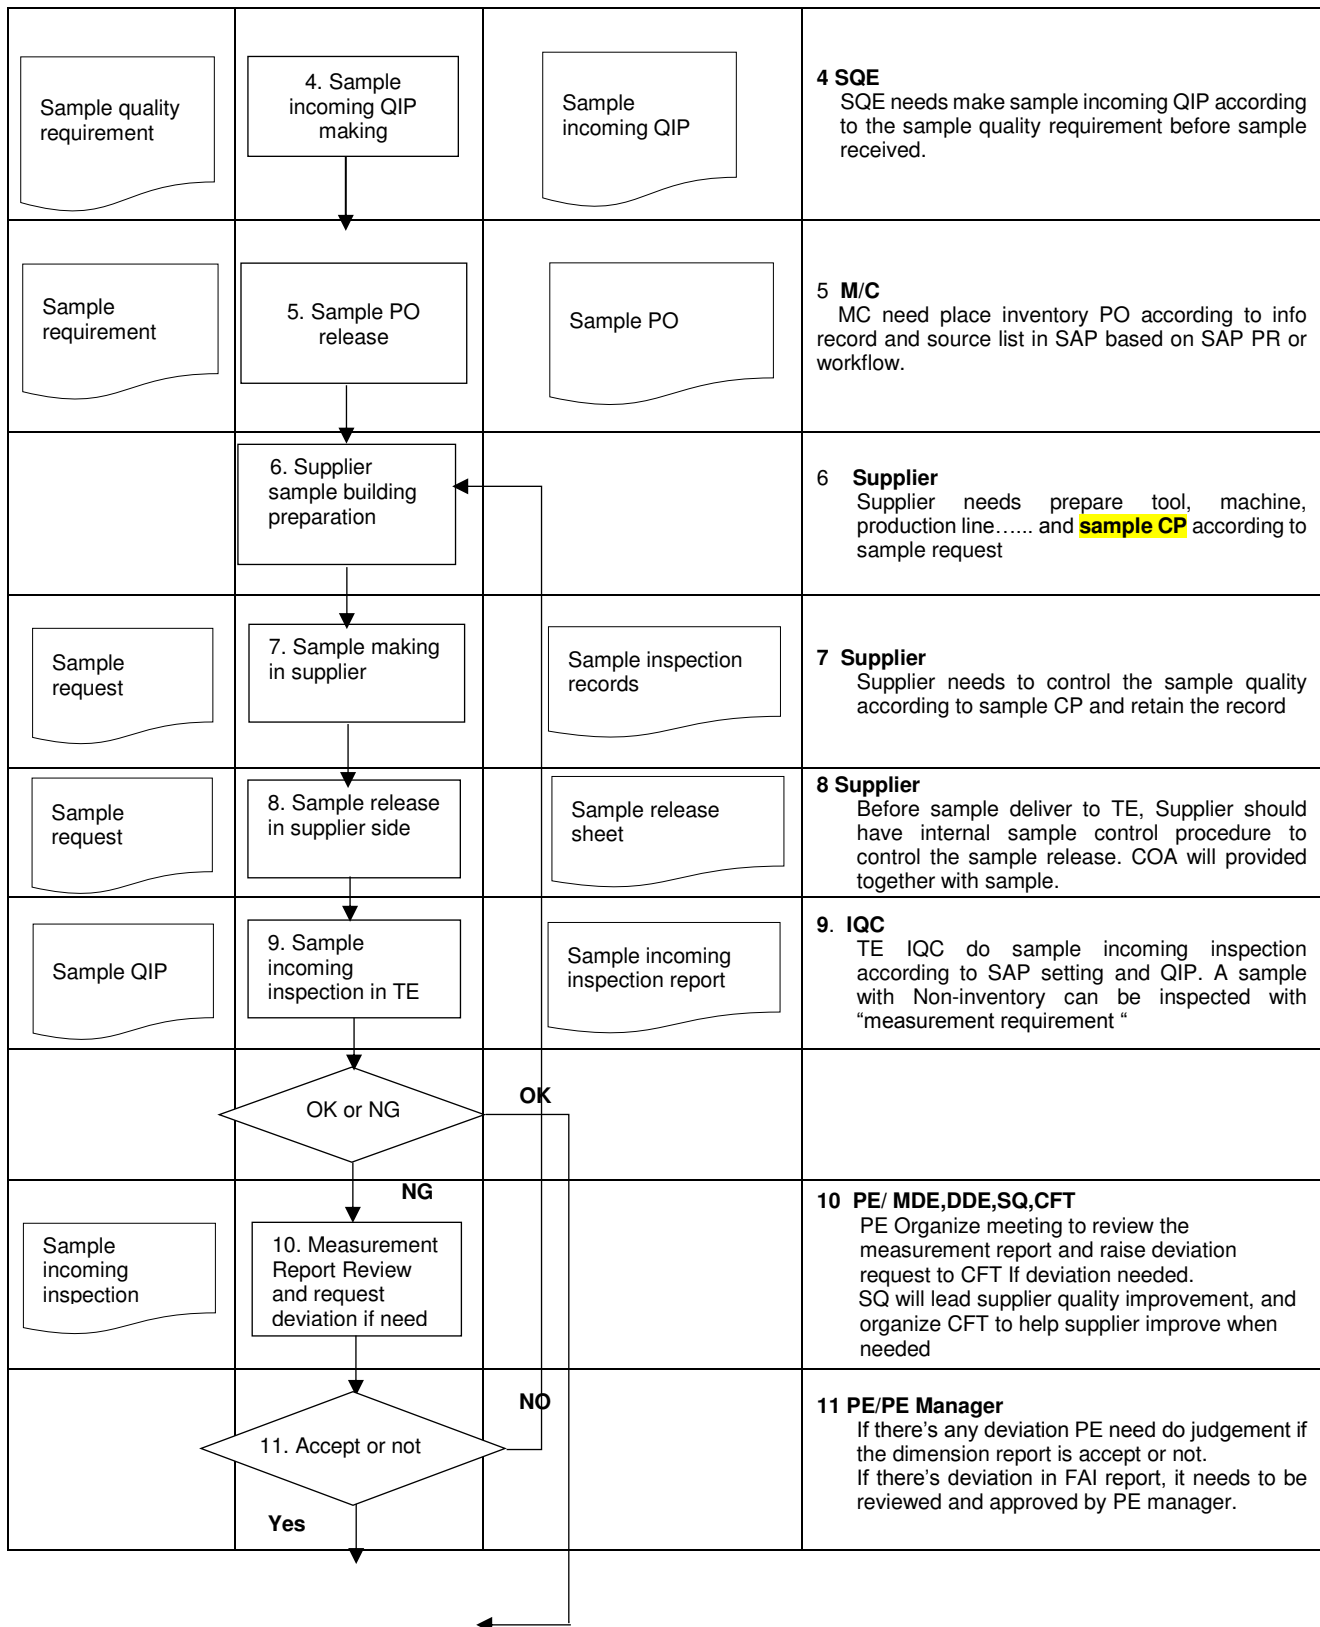 Sample quality
requirement
4. Sample
incoming QIP
making
Sample
incoming QIP
4 SQE
SQE needs make sample incoming QIP according
to the sample quality requirement before sample
received.
Sample
requirement
5. Sample PO
release
Sample PO
5 M/C
MC need place inventory PO according to info
record and source list in SAP based on SAP PR or
workflow.
6. Supplier
sample building
preparation
6 Supplier
Supplier needs prepare tool, machine,
production line…... and sample CP according to
sample request
Sample
request
7. Sample making
in supplier
Sample inspection
records
7 Supplier
Supplier needs to control the sample quality
according to sample CP and retain the record
Sample
request
8. Sample release
in supplier side
Sample release
sheet
8 Supplier
Before sample deliver to TE, Supplier should
have internal sample control procedure to
control the sample release. COA will provided
together with sample.
Sample QIP
9. Sample
incoming
inspection in TE
Sample incoming
inspection report
9. IQC
TE IQC do sample incoming inspection
according to SAP setting and QIP. A sample
with Non-inventory can be inspected with
“measurement requirement “
OK or NG
OK
NG
Sample
incoming
inspection
10. Measurement
Report Review
and request
deviation if need
10 PE/ MDE,DDE,SQ,CFT
PE Organize meeting to review the
measurement report and raise deviation
request to CFT If deviation needed.
SQ will lead supplier quality improvement, and
organize CFT to help supplier improve when
needed
11. Accept or not
NO
Yes
11 PE/PE Manager
If there’s any deviation PE need do judgement if
the dimension report is accept or not.
If there’s deviation in FAI report, it needs to be
reviewed and approved by PE manager.